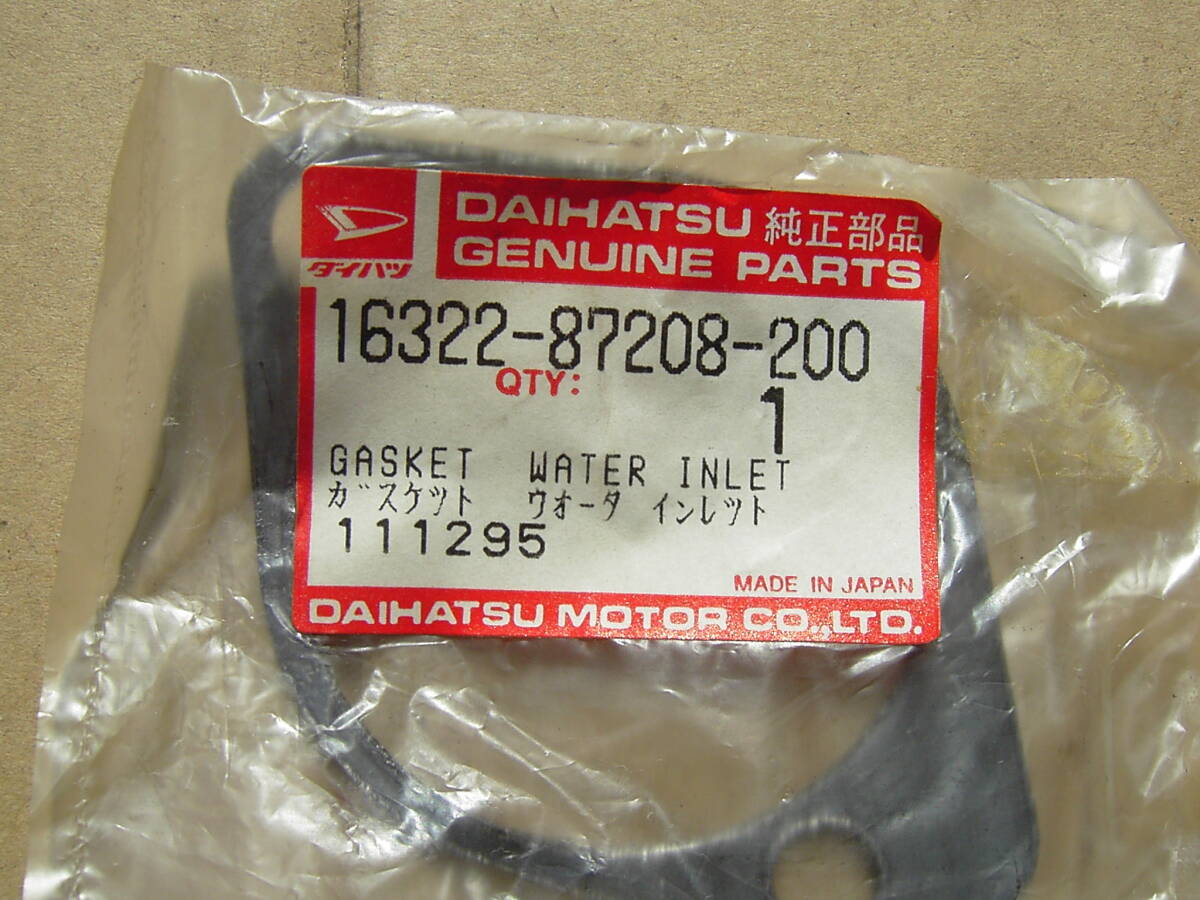 DAIHATSU 純正部品
GENUINE PARTS
ダイハツ
16322-87208-200
QTY:
1
GASKET WATER INLET
ガスケット ウオータ インレット
111295
MADE IN JAPAN
DAIHATSU MOTOR CO.,LTD.